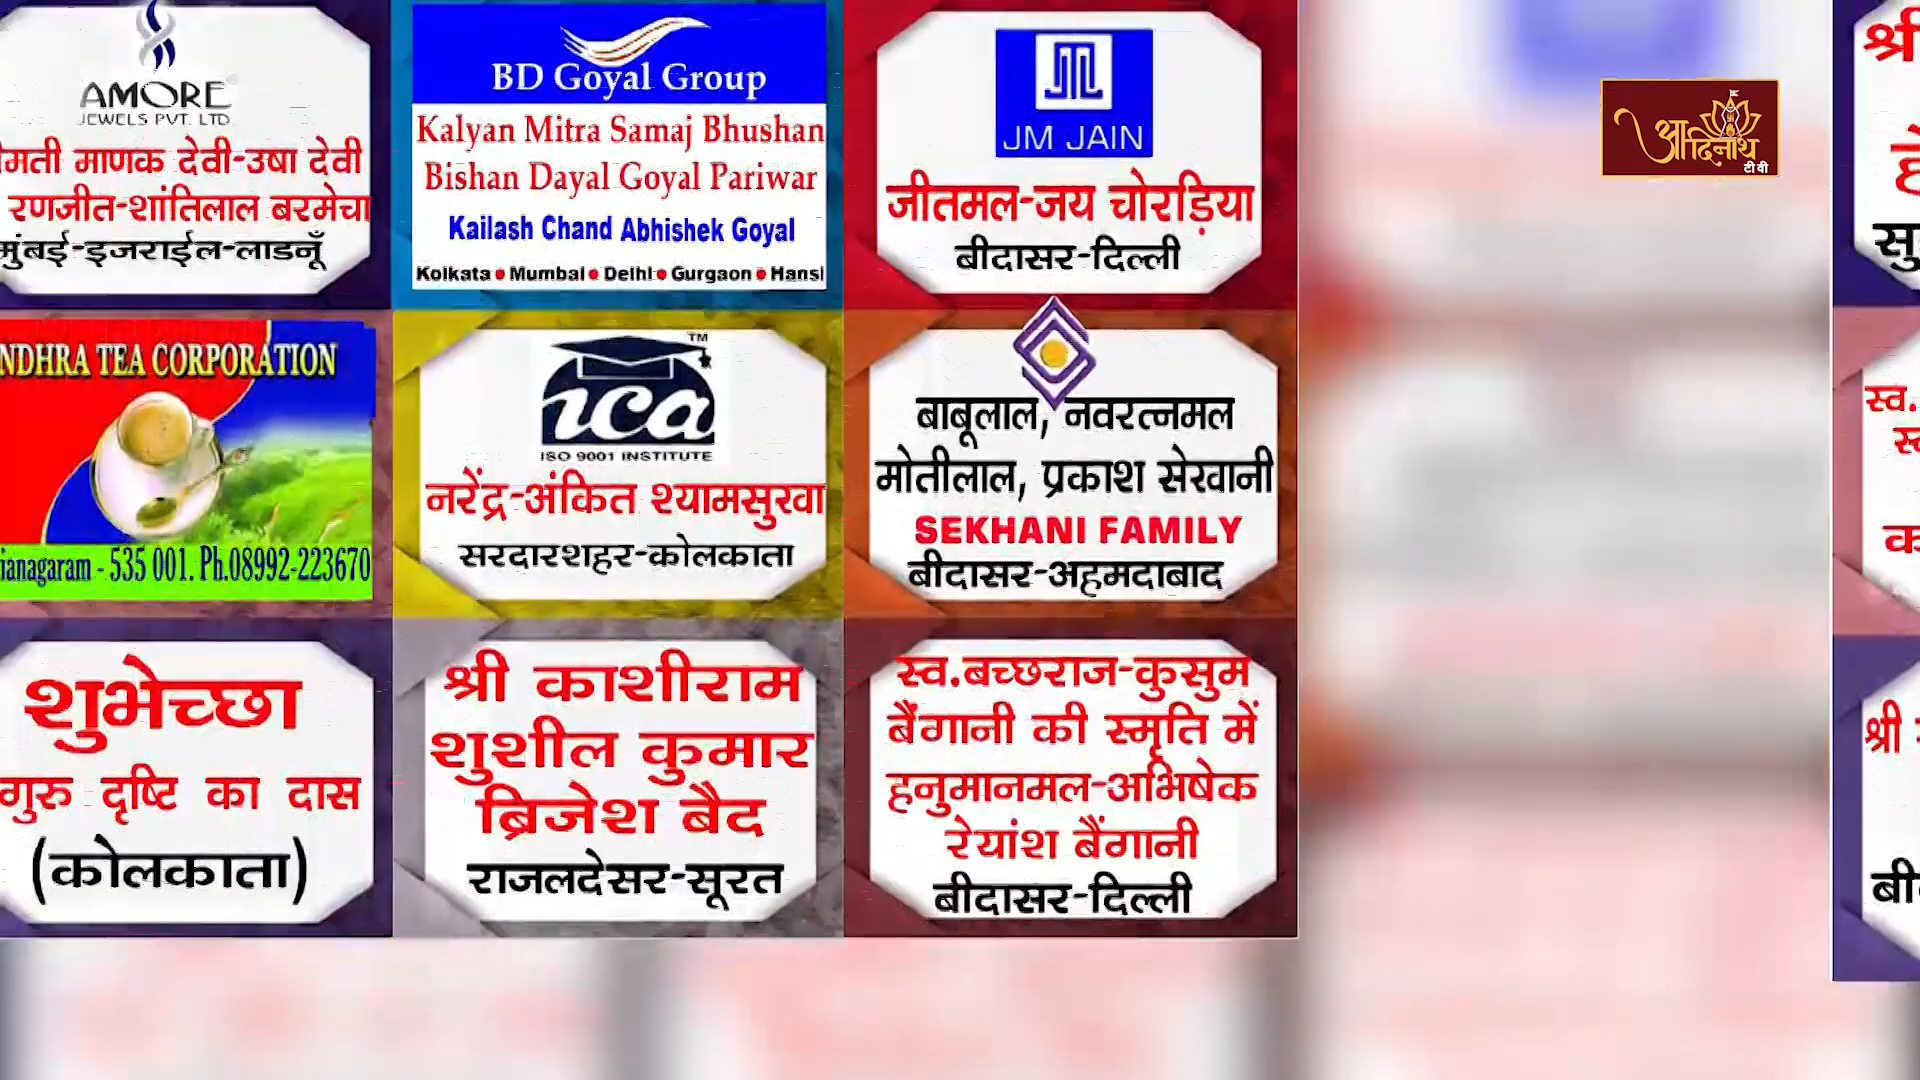 AMORE
JEWELS PVT. LTD.
माणक देवी-उषा देवी
रणजीत-शांतिलाल बरमेचा
मुंबई-इजराईल-लाडनूँ
BD Goyal Group
Kalyan Mitra Samaj Bhushan
Bishan Dayal Goyal Pariwar
Kailash Chand Abhishek Goyal
Kolkata • Mumbai • Delhi • Gurgaon • Hansi
JM JAIN
जीतमल-जय चोरड़िया
बीदासर-दिल्ली
आदिनाथ
टीवी
NDHRA TEA CORPORATION
ianagaram - 535 001. Ph.08992-223670
TM
ica
ISO 9001 INSTITUTE
नरेंद्र-अंकित श्यामसुखा
सरदारशहर-कोलकाता
बाबूलाल, नवरत्नमल
मोतीलाल, प्रकाश सेखानी
SEKHANI FAMILY
बीदासर-अहमदाबाद
शुभेच्छा
गुरु दृष्टि का दास
(कोलकाता)
श्री काशीराम
शुशील कुमार
ब्रिजेश बैद
राजलदेसर-सूरत
स्व.बच्छराज-कुसुम
बैंगानी की स्मृति में
हनुमानमल-अभिषेक
रेयांश बैंगानी
बीदासर-दिल्ली
श्री
स्व.
श्री